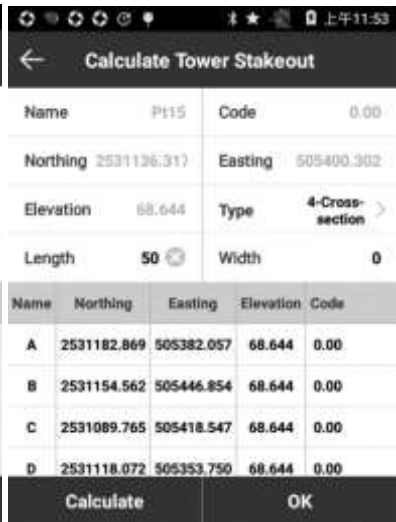 上午11:53
Calculate Tower Stakeout
Name Pt15 Code 0.00
Northing 2531136.317 Easting 505400.302
Elevation 68.644 Type 4-Cross-section
Length 50 Width 0
Name Northing Easting Elevation Code
A 2531182.869 505382.057 68.644 0.00
B 2531154.562 505446.854 68.644 0.00
C 2531089.765 505418.547 68.644 0.00
D 2531118.072 505353.750 68.644 0.00
Calculate OK